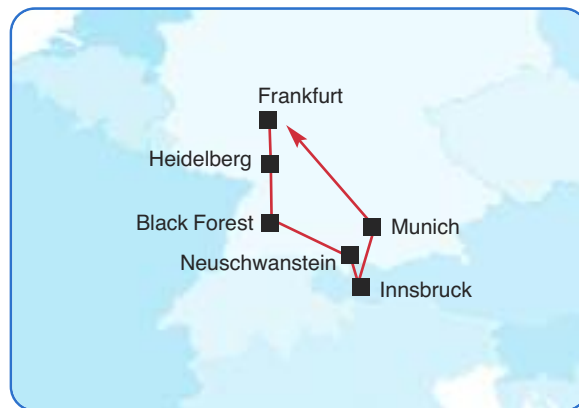 Frankfurt
Heidelberg
Black Forest
Munich
Neuschwanstein
Innsbruck